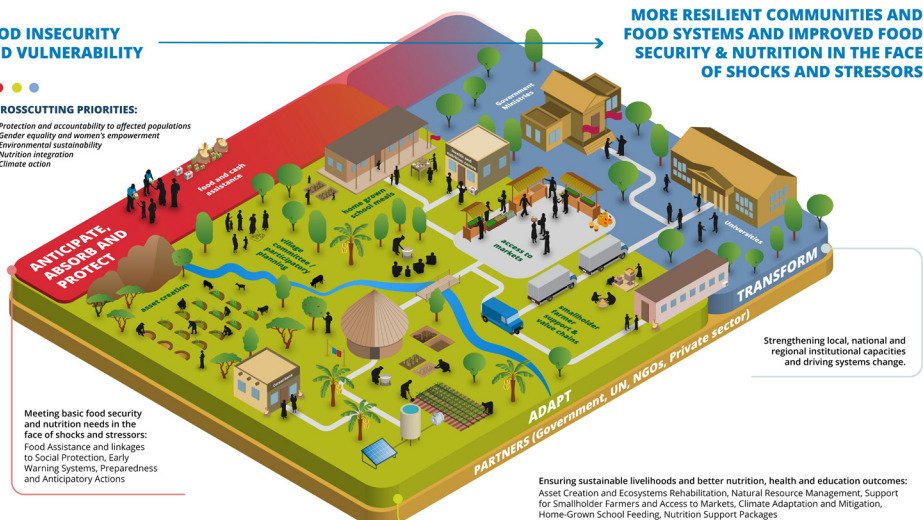 OD INSECURITY
D VULNERABILITY
MORE RESILIENT COMMUNITIES AND
FOOD SYSTEMS AND IMPROVED FOOD
SECURITY & NUTRITION IN THE FACE
OF SHOCKS AND STRESSORS
ROSSCUTTING PRIORITIES:
Protection and accountability to affected populations
Gender equality and women's empowerment
Environmental sustainability
Nutrition integration
Climate action
ANTICIPATE,
ABSORB AND
PROTECT
food and cash
assistance
home grown
school meals
village
committee /
participatory
planning
asset creation
Government
Ministries
access to
markets
Universities
smallholder
farmer
support &
value chains
TRANSFORM
ADAPT
PARTNERS (Government, UN, NGOs, Private sector)
Strengthening local, national and
regional institutional capacities
and driving systems change.
Meeting basic food security
and nutrition needs in the
face of shocks and stressors:
Food Assistance and linkages
to Social Protection, Early
Warning Systems, Preparedness
and Anticipatory Actions
Ensuring sustainable livelihoods and better nutrition, health and education outcomes:
Asset Creation and Ecosystems Rehabilitation, Natural Resource Management, Support
for Smallholder Farmers and Access to Markets, Climate Adaptation and Mitigation,
Home-Grown School Feeding, Nutrition Support Packages